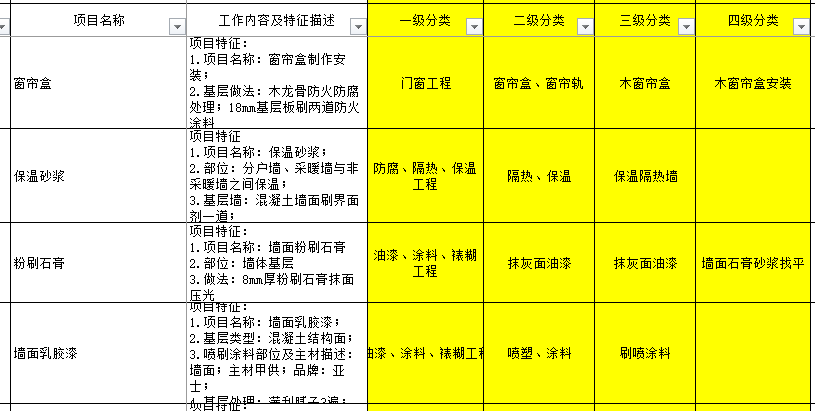 项目名称
工作内容及特征描述
一级分类
二级分类
三级分类
四级分类
窗帘盒
项目特征:
1.项目名称: 窗帘盒制作安
装;
2.基层做法: 木龙骨防火防腐
处理; 18mm基层板刷两道防火
涂料
门窗工程
窗帘盒、窗帘轨
木窗帘盒
木窗帘盒安装
保温砂浆
项目特征
1.项目名称: 保温砂浆;
2.部位: 分户墙、采暖墙与非
采暖墙之间保温;
3.基层墙: 混凝土墙面刷界面
剂一道;
防腐、隔热、保温
工程
隔热、保温
保温隔热墙
粉刷石膏
项目特征:
1.项目名称: 墙面粉刷石膏
2.部位: 墙体基层
3.做法: 8mm厚粉刷石膏抹面
压光
油漆、涂料、裱糊
工程
抹灰面油漆
抹灰面油漆
墙面石膏砂浆找平
墙面乳胶漆
项目特征:
1.项目名称: 墙面乳胶漆;
2.基层类型: 混凝土结构面;
3.喷刷涂料部位及主材描述:
墙面; 主材甲供; 品牌: 亚
士;
4.基层处理: 满刮腻子2遍;
油漆、涂料、裱糊工程
喷塑、涂料
刷喷涂料
项目特征: